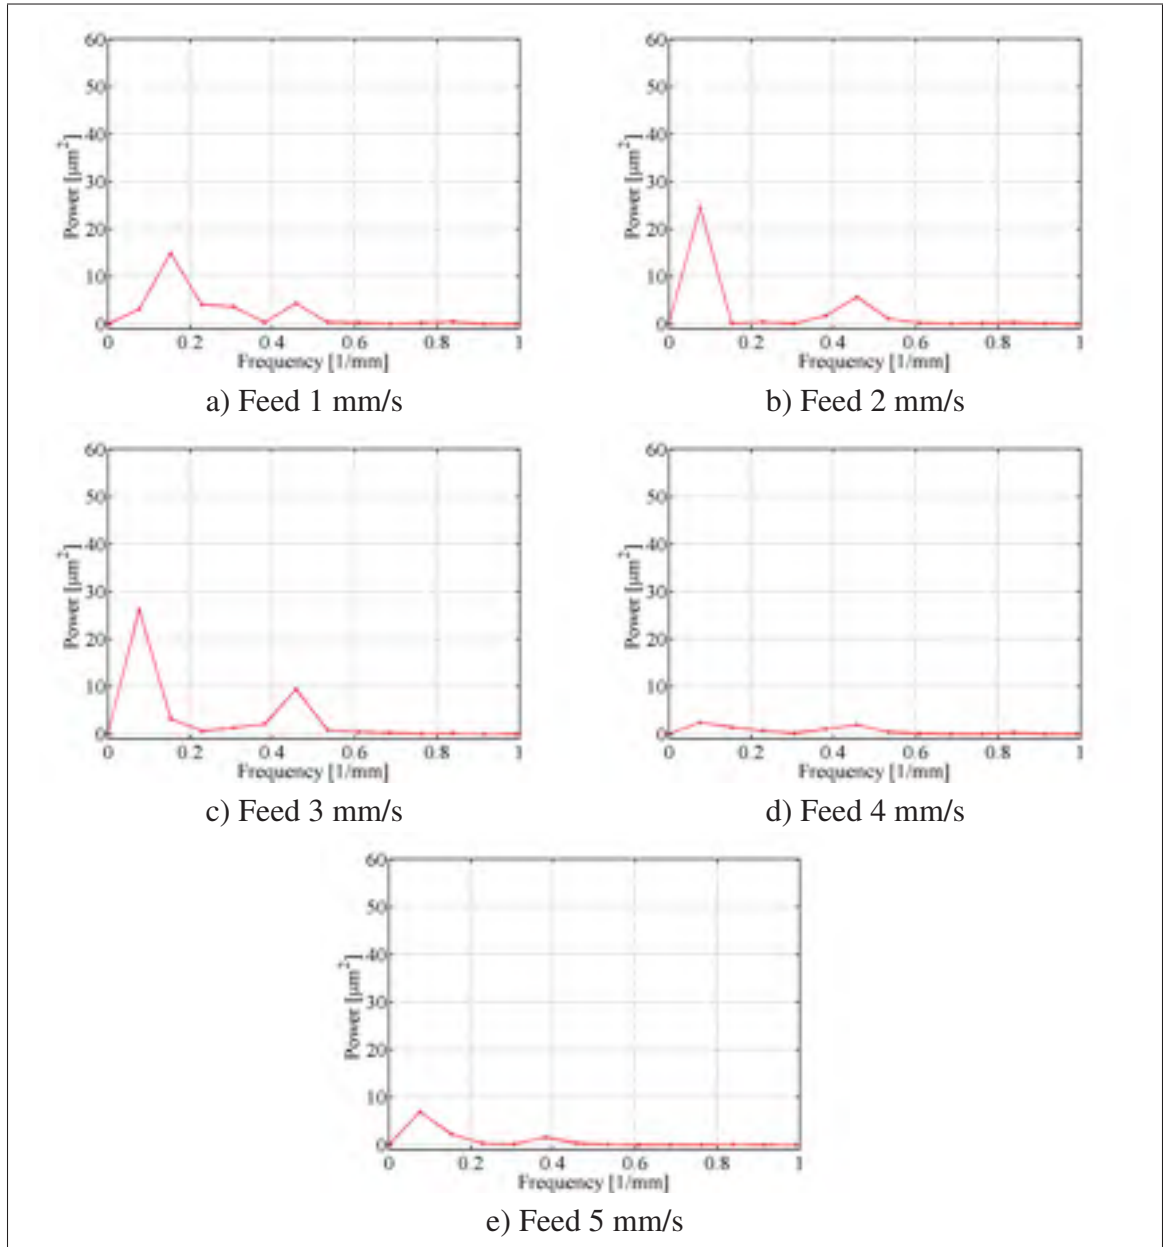 60
50
40
30
20
10
0
Power [µm²]
0 0.2 0.4 0.6 0.8 1
Frequency [1/mm]
a) Feed 1 mm/s
60
50
40
30
20
10
0
Power [µm²]
0 0.2 0.4 0.6 0.8 1
Frequency [1/mm]
b) Feed 2 mm/s
60
50
40
30
20
10
0
Power [µm²]
0 0.2 0.4 0.6 0.8 1
Frequency [1/mm]
c) Feed 3 mm/s
60
50
40
30
20
10
0
Power [µm²]
0 0.2 0.4 0.6 0.8 1
Frequency [1/mm]
d) Feed 4 mm/s
60
50
40
30
20
10
0
Power [µm²]
0 0.2 0.4 0.6 0.8 1
Frequency [1/mm]
e) Feed 5 mm/s